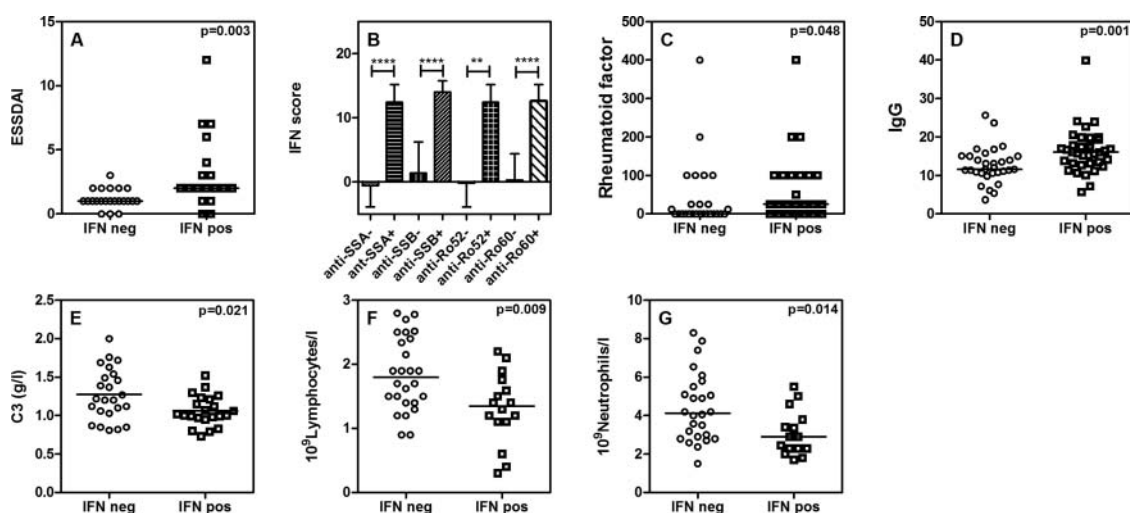 A
p=0.003
ESSDAI
15
10
5
0
IFN neg
IFN pos
B
IFN score
20
10
0
****
****
**
****
anti-SSA-
ant-SSA+
anti-SSB-
anti-SSB+
anti-Ro52-
anti-Ro52+
anti-Ro60-
anti-Ro60+
C
p=0.048
Rheumatoid factor
500
400
300
200
100
0
IFN neg
IFN pos
D
p=0.001
IgG
50
40
30
20
10
0
IFN neg
IFN pos
E
p=0.021
C3 (g/l)
2.5
2.0
1.5
1.0
0.5
0.0
IFN neg
IFN pos
F
p=0.009
10⁹Lymphocytes/l
3
2
1
0
IFN neg
IFN pos
G
p=0.014
10⁹Neutrophils/l
10
8
6
4
2
0
IFN neg
IFN pos